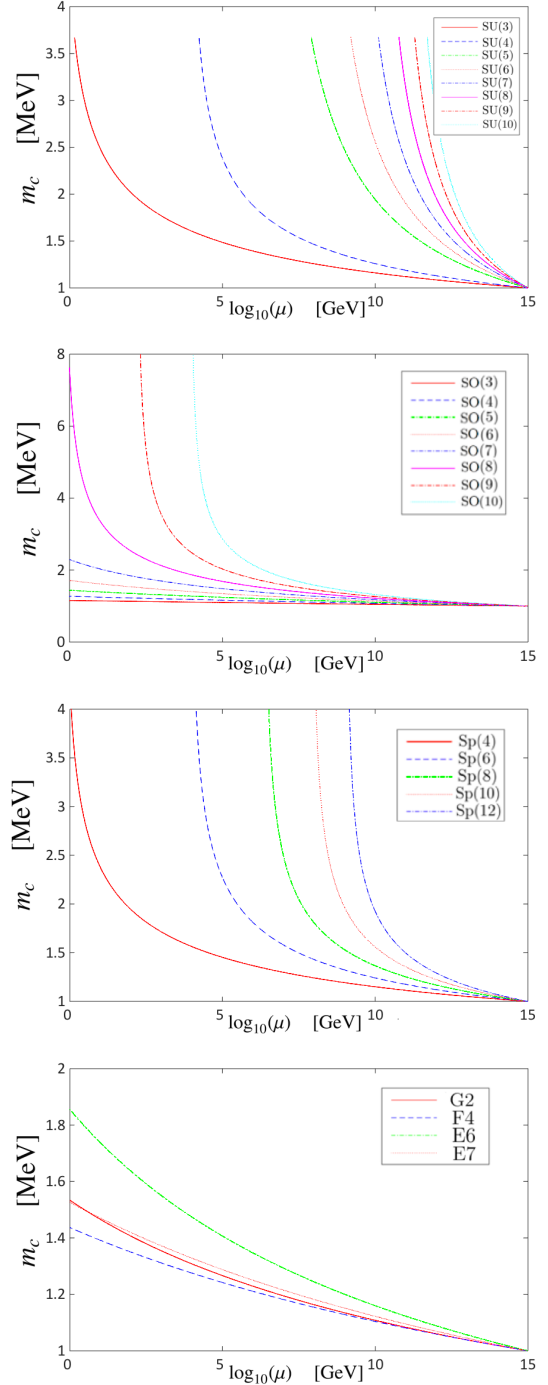 4
3.5
3
2.5
2
1.5
1
m_c [MeV]
SU(3)
SU(4)
SU(5)
SU(6)
SU(7)
SU(8)
SU(9)
SU(10)
0 5 10 15
log₁₀(μ) [GeV]
8
6
4
2
0
m_c [MeV]
SO(3)
SO(4)
SO(5)
SO(6)
SO(7)
SO(8)
SO(9)
SO(10)
0 5 10 15
log₁₀(μ) [GeV]
4
3.5
3
2.5
2
1.5
1
m_c [MeV]
Sp(4)
Sp(6)
Sp(8)
Sp(10)
Sp(12)
0 5 10 15
log₁₀(μ) [GeV]
2
1.8
1.6
1.4
1.2
1
m_c [MeV]
G2
F4
E6
E7
0 5 10 15
log₁₀(μ) [GeV]